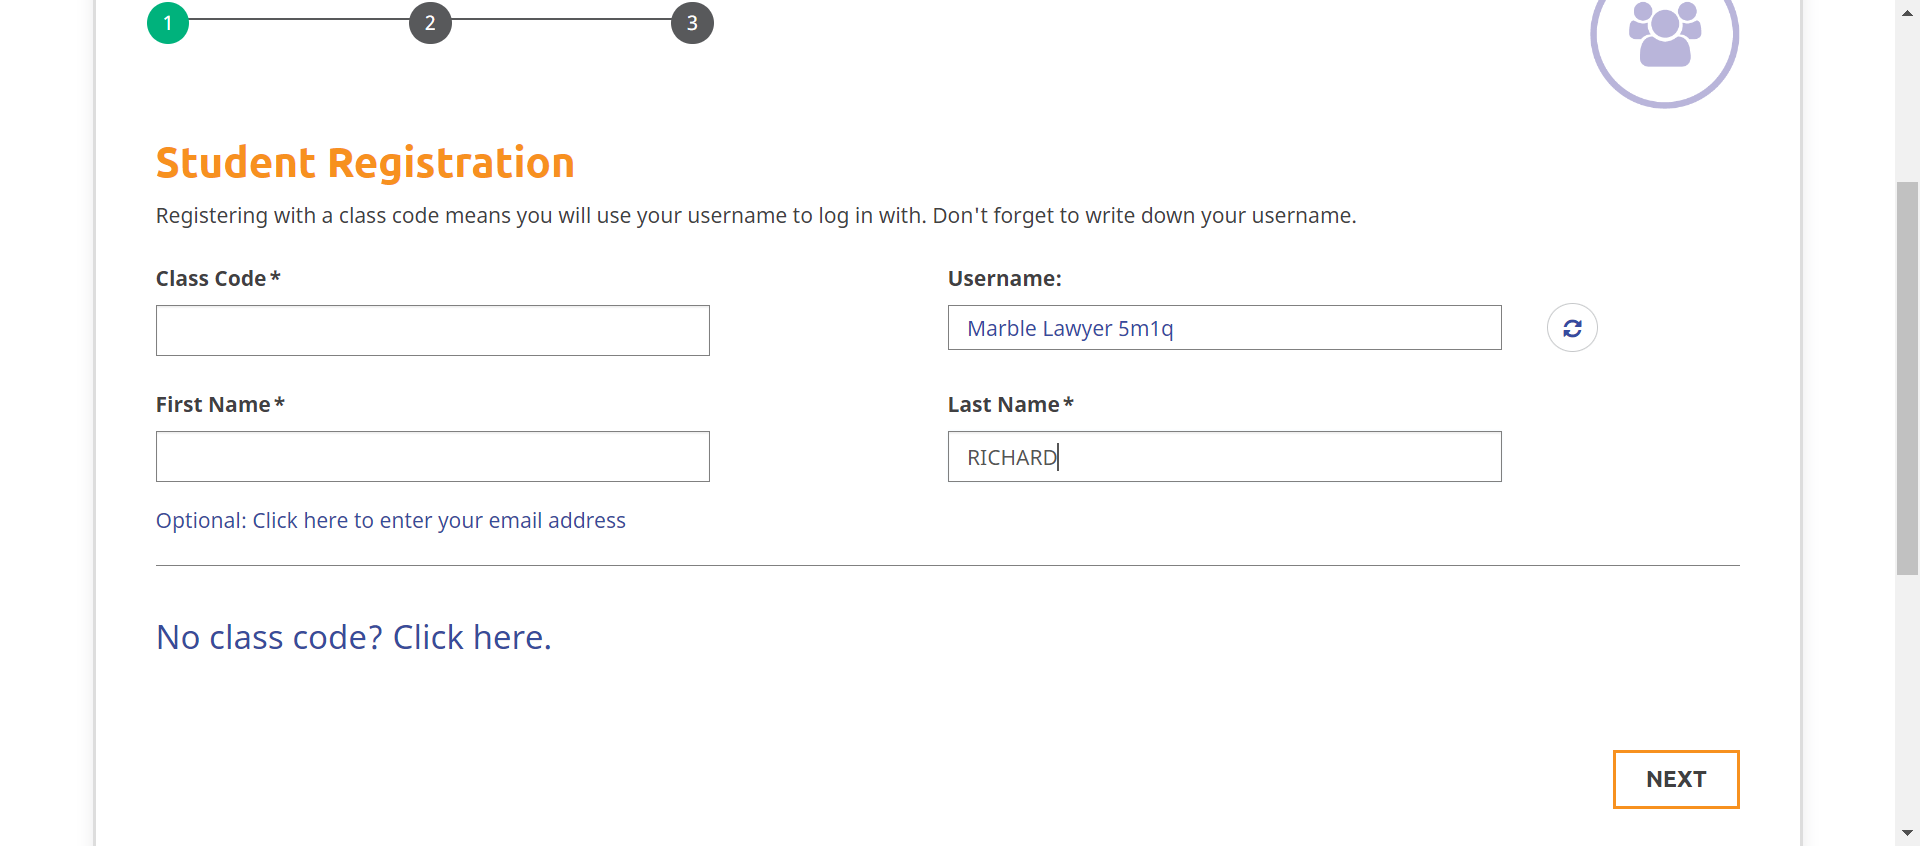 1 2 3
Student Registration
Registering with a class code means you will use your username to log in with. Don't forget to write down your username.
Class Code*
Username:
Marble Lawyer 5m1q
First Name*
Last Name*
RICHARD
Optional: Click here to enter your email address
No class code? Click here.
NEXT